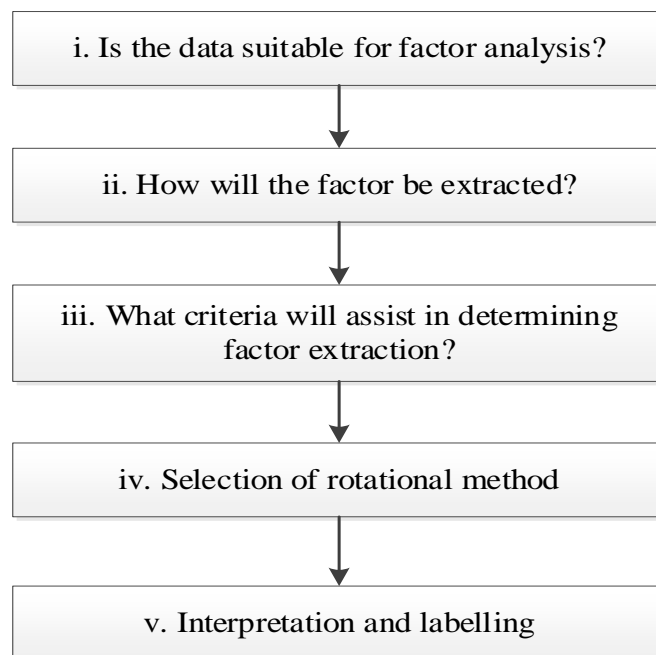 i. Is the data suitable for factor analysis?
ii. How will the factor be extracted?
iii. What criteria will assist in determining
factor extraction?
iv. Selection of rotational method
v. Interpretation and labelling